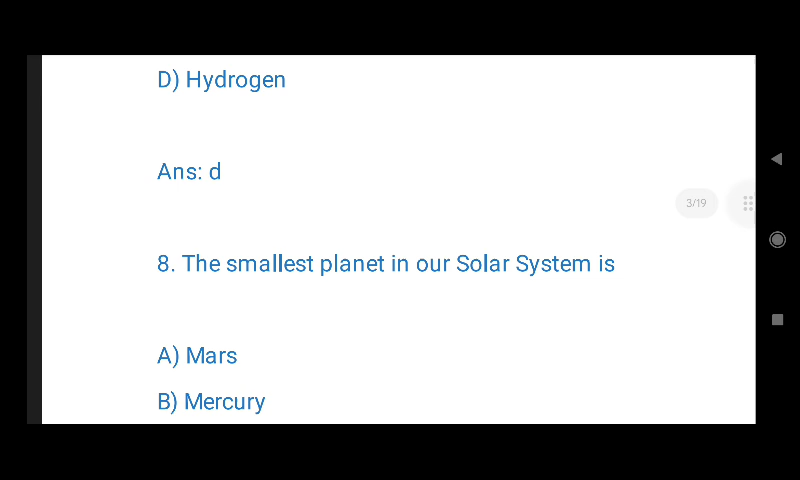 D) Hydrogen
Ans: d
3/19
8. The smallest planet in our Solar System is
A) Mars
B) Mercury